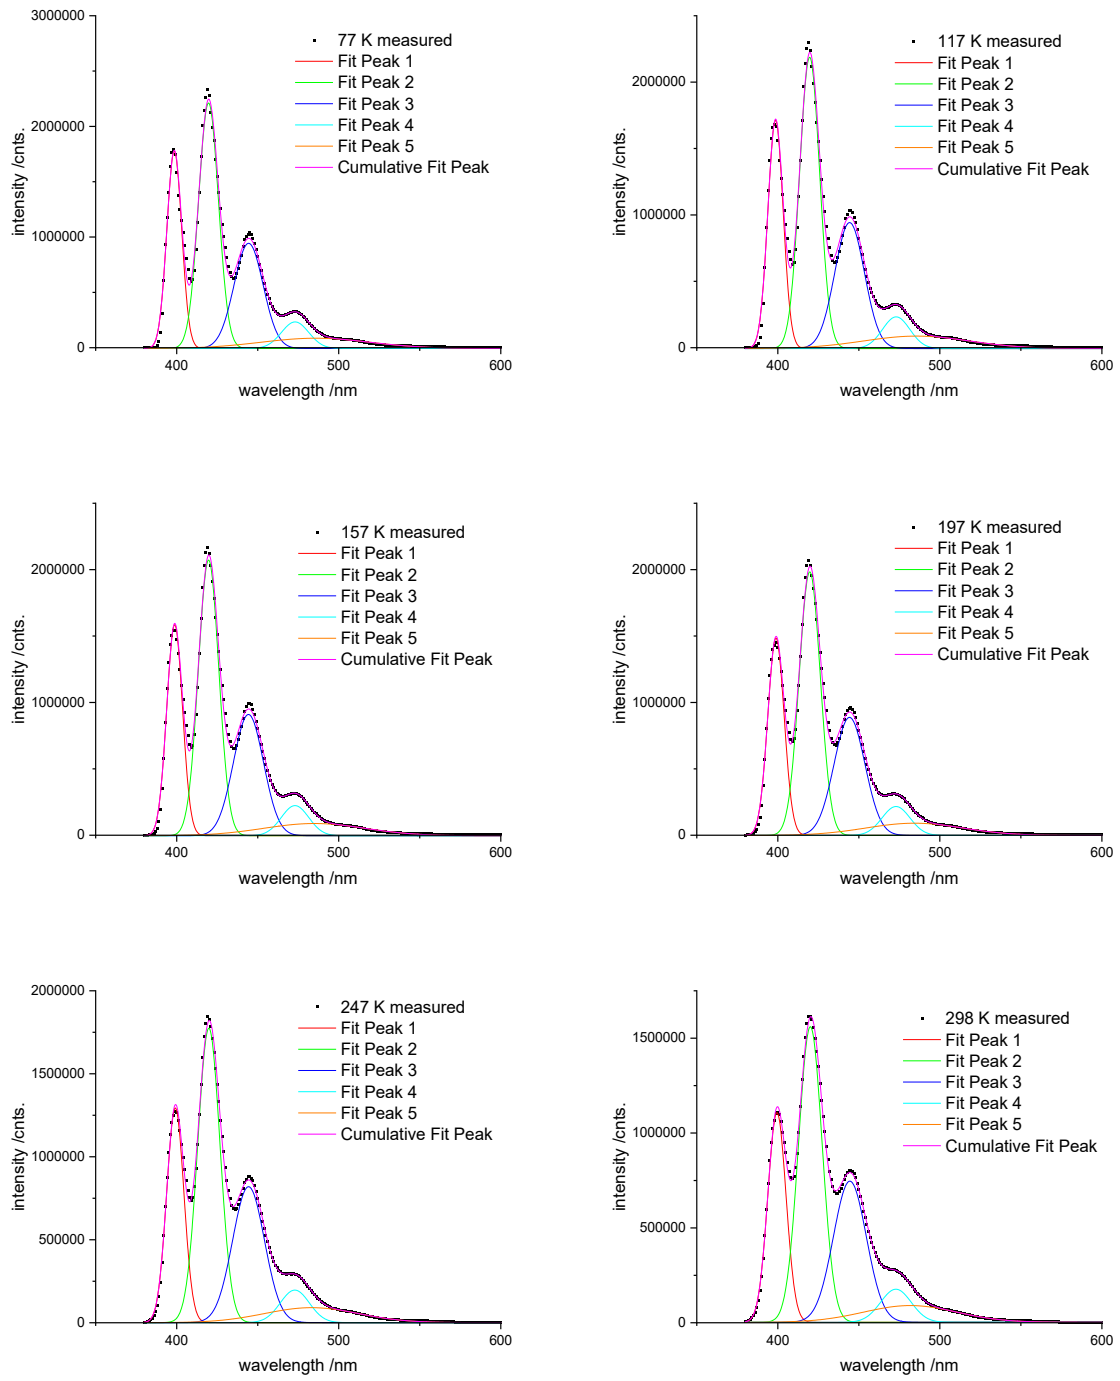 3000000
2000000
1000000
0
400
500
600
intensity /cnts.
wavelength /nm
77 K measured
Fit Peak 1
Fit Peak 2
Fit Peak 3
Fit Peak 4
Fit Peak 5
Cumulative Fit Peak
2000000
1000000
0
400
500
600
intensity /cnts.
wavelength /nm
117 K measured
Fit Peak 1
Fit Peak 2
Fit Peak 3
Fit Peak 4
Fit Peak 5
Cumulative Fit Peak
2000000
1000000
0
400
500
600
intensity /cnts.
wavelength /nm
157 K measured
Fit Peak 1
Fit Peak 2
Fit Peak 3
Fit Peak 4
Fit Peak 5
Cumulative Fit Peak
2000000
1000000
0
400
500
600
intensity /cnts.
wavelength /nm
197 K measured
Fit Peak 1
Fit Peak 2
Fit Peak 3
Fit Peak 4
Fit Peak 5
Cumulative Fit Peak
2000000
1500000
1000000
500000
0
400
500
600
intensity /cnts.
wavelength /nm
247 K measured
Fit Peak 1
Fit Peak 2
Fit Peak 3
Fit Peak 4
Fit Peak 5
Cumulative Fit Peak
1500000
1000000
500000
0
400
500
600
intensity /cnts.
wavelength /nm
298 K measured
Fit Peak 1
Fit Peak 2
Fit Peak 3
Fit Peak 4
Fit Peak 5
Cumulative Fit Peak